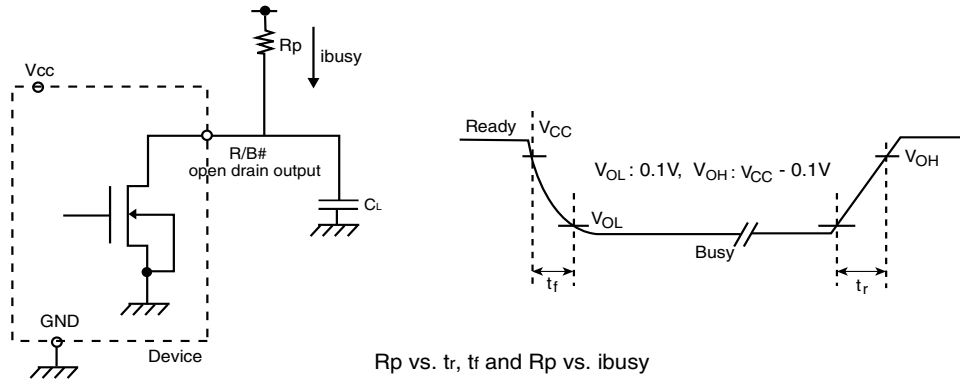 Rp
ibusy
Vcc
R/B#
open drain output
CL
GND
Device
Ready
VCC
VOL : 0.1V, VOH : VCC - 0.1V
VOH
VOL
Busy
tf
tr
Rp vs. tr, tf and Rp vs. ibusy